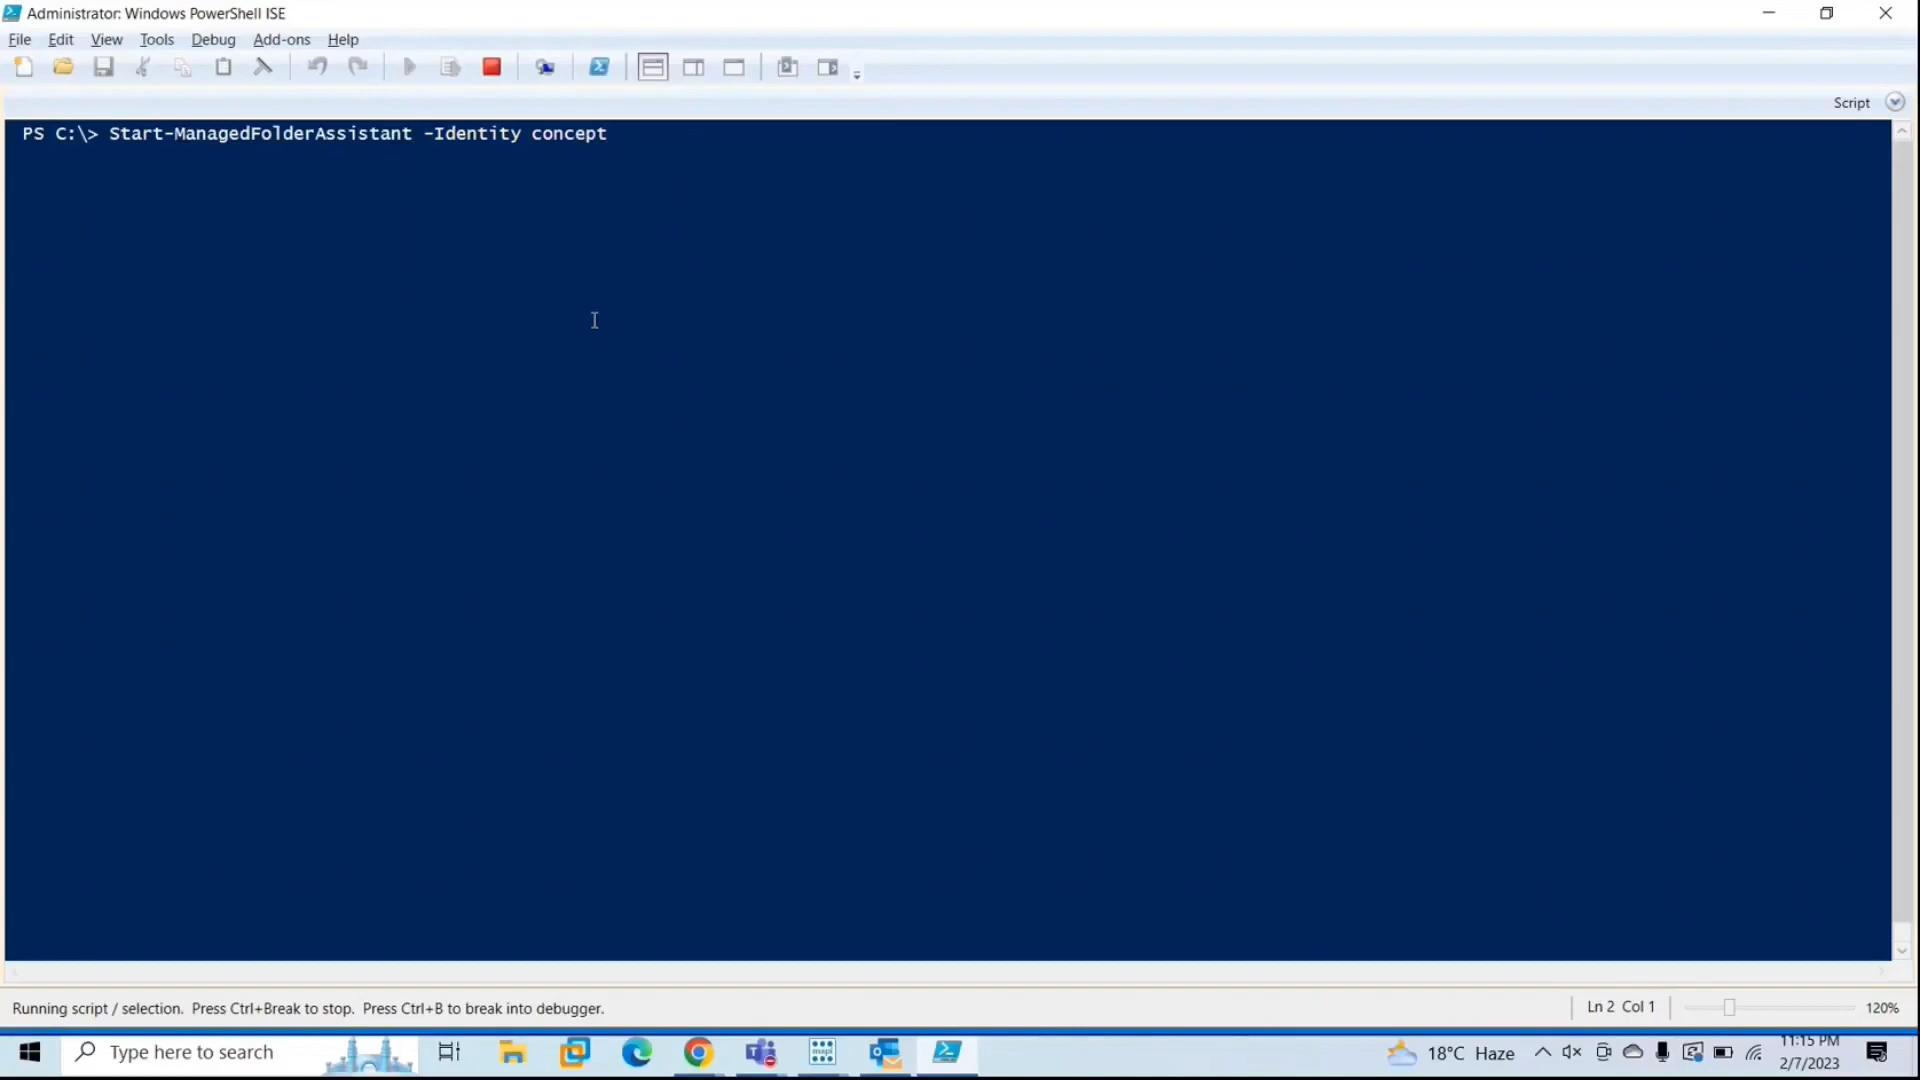 Administrator: Windows PowerShell ISE
File Edit View Tools Debug Add-ons Help
Script
PS C:\> Start-ManagedFolderAssistant -Identity concept
Running script / selection. Press Ctrl+Break to stop. Press Ctrl+B to break into debugger.
Ln 2 Col 1
120%
Type here to search
mapi
18°C Haze
11:15 PM
2/7/2023